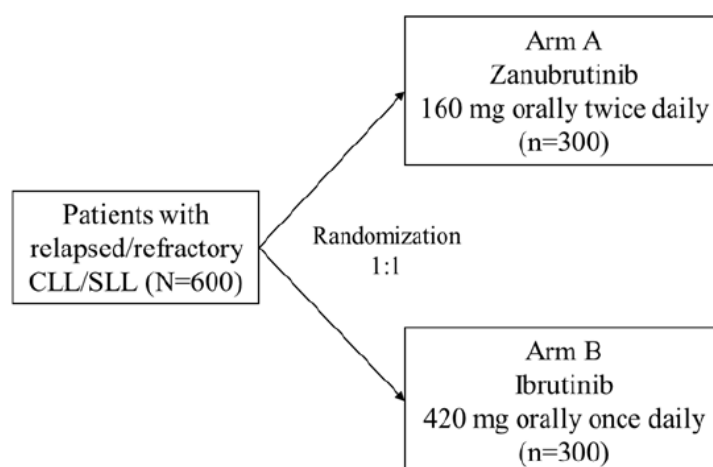 Arm A
Zanubrutinib
160 mg orally twice daily
(n=300)
Patients with
relapsed/refractory
CLL/SLL (N=600)
Randomization
1:1
Arm B
Ibrutinib
420 mg orally once daily
(n=300)